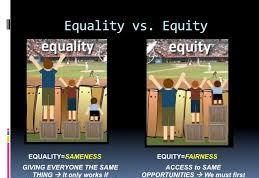 Equality vs. Equity
equality
equity
EQUALITY=SAMENESS
GIVING EVERYONE THE SAME
THING → It only works if
EQUITY=FAIRNESS
ACCESS to SAME
OPPORTUNITIES → We must first